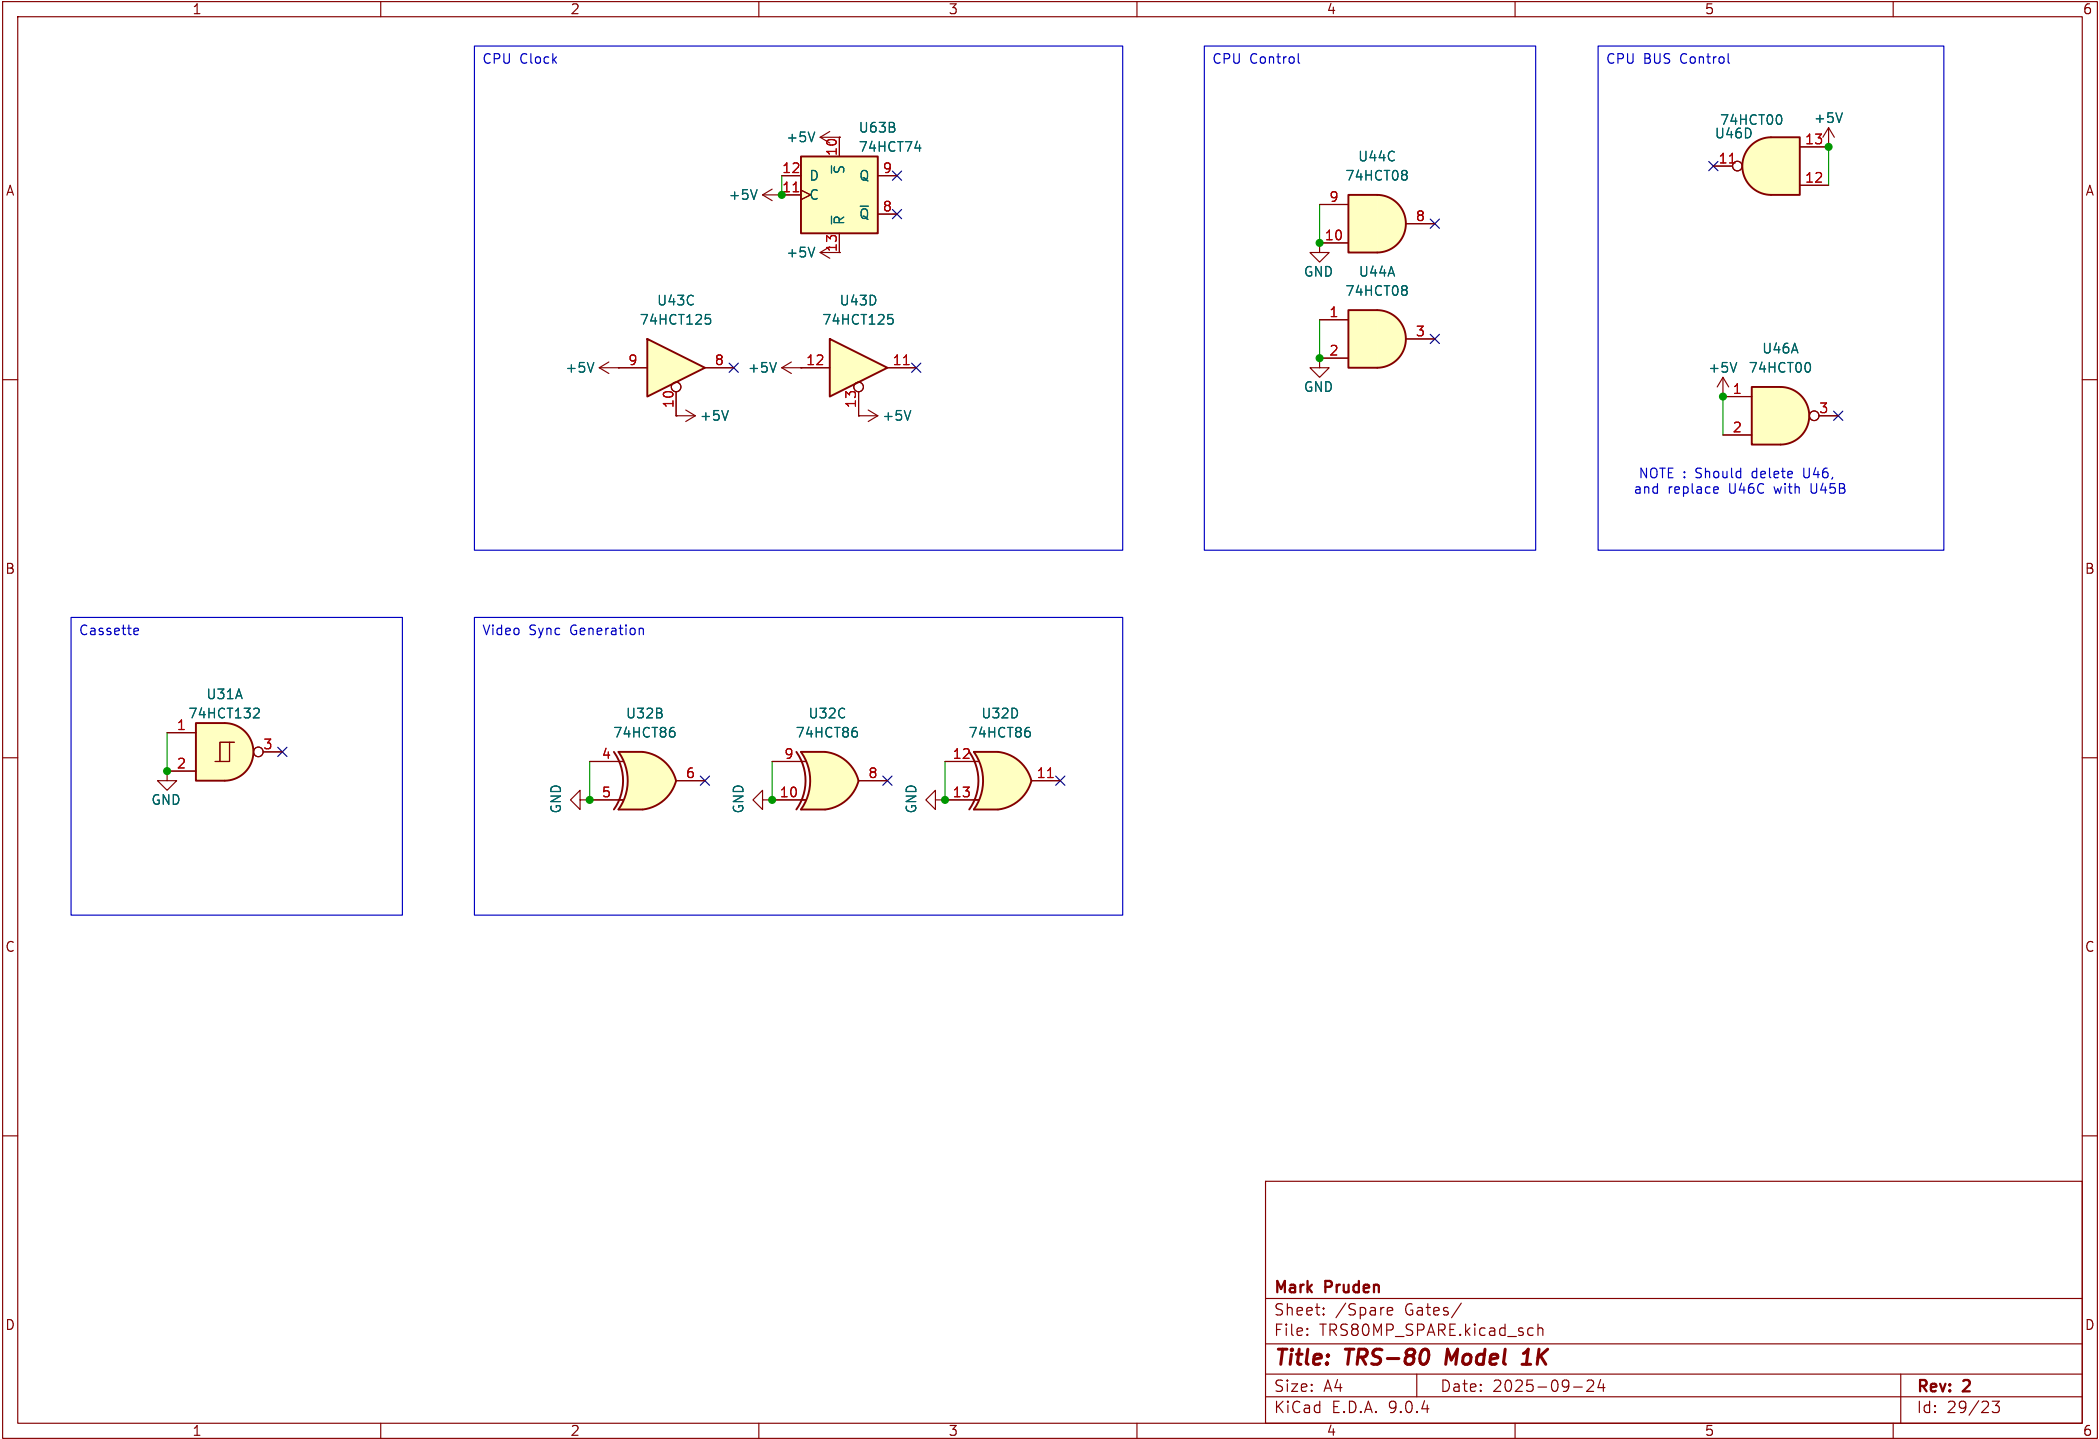 1 2 3 4 5 6
A
B
C
D
A
B
C
D
CPU Clock
+5V
U63B
74HCT74
10
12
D
S
Q
9
+5V
11
C
R
Q
8
13
+5V
U43C
74HCT125
+5V
9
8
10
+5V
U43D
74HCT125
+5V
12
11
13
+5V
CPU Control
U44C
74HCT08
9
8
10
GND
U44A
74HCT08
1
3
2
GND
CPU BUS Control
74HCT00
U46D
+5V
13
11
12
U46A
+5V 74HCT00
1
3
2
NOTE : Should delete U46,
and replace U46C with U45B
Cassette
U31A
74HCT132
1
3
2
GND
Video Sync Generation
U32B
74HCT86
4
6
5
GND
U32C
74HCT86
9
8
10
GND
U32D
74HCT86
12
11
13
GND
Mark Pruden
Sheet: /Spare Gates/
File: TRS80MP_SPARE.kicad_sch
Title: TRS-80 Model 1K
Size: A4 Date: 2025-09-24 Rev: 2
KiCad E.D.A. 9.0.4 Id: 29/23
1 2 3 4 5 6